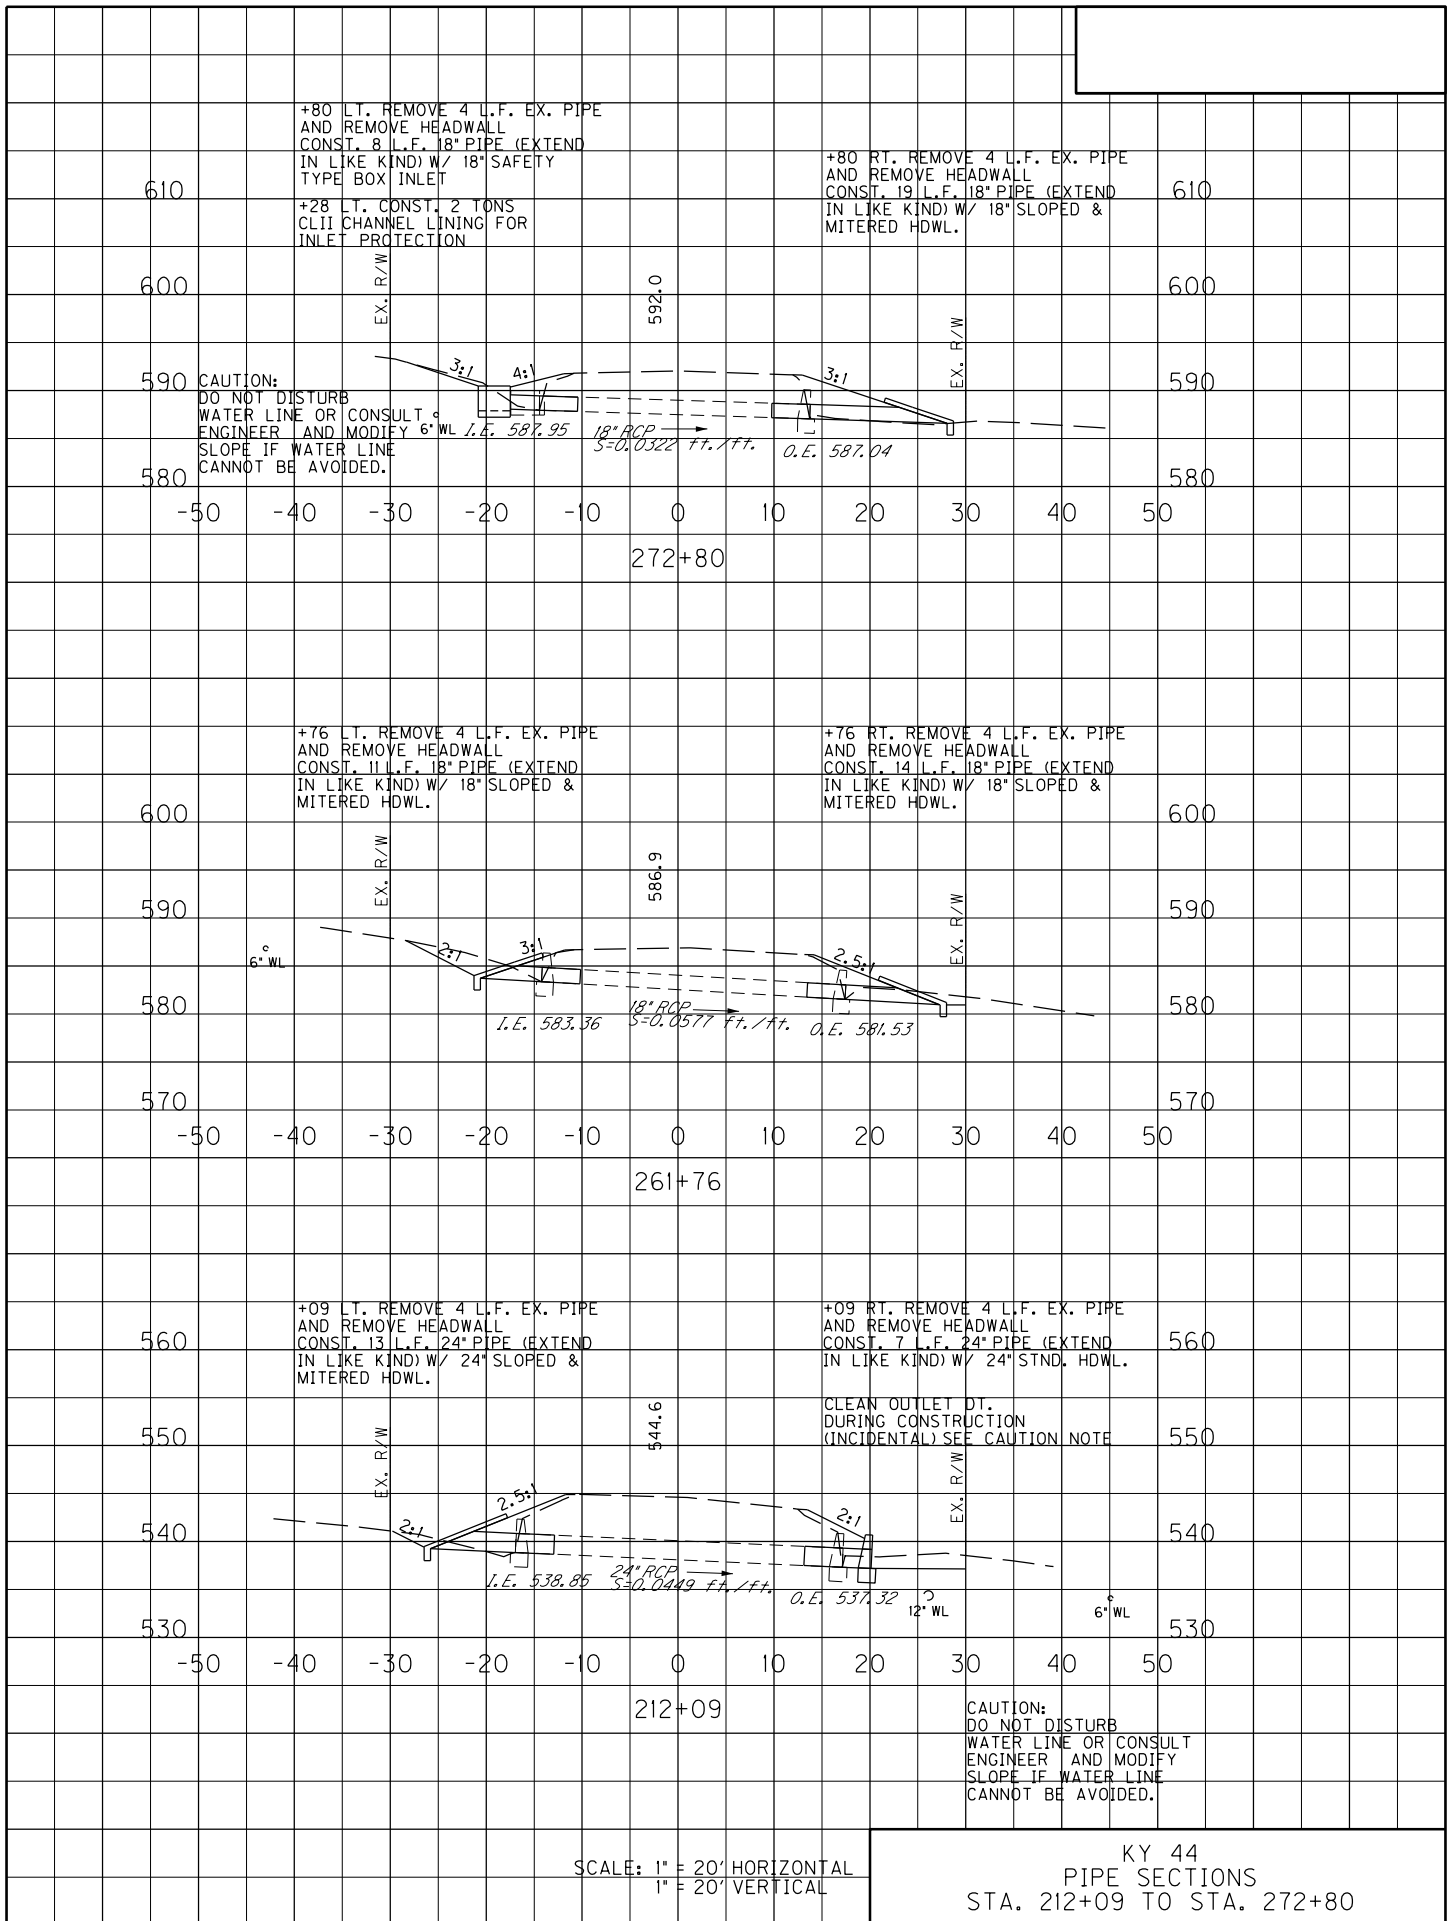 +80 LT. REMOVE 4 L.F. EX. PIPE
AND REMOVE HEADWALL
CONST. 8 L.F. 18" PIPE (EXTEND
IN LIKE KIND) W/ 18" SAFETY
TYPE BOX INLET
+28 LT. CONST. 2 TONS
CLII CHANNEL LINING FOR
INLET PROTECTION
+80 RT. REMOVE 4 L.F. EX. PIPE
AND REMOVE HEADWALL
CONST. 19 L.F. 18" PIPE (EXTEND
IN LIKE KIND) W/ 18" SLOPED &
MITERED HDWL.
610 610
600 600
EX. R/W
592.0
EX. R/W
3:1 4:1 3:1
590 590
CAUTION:
DO NOT DISTURB
WATER LINE OR CONSULT
ENGINEER AND MODIFY
SLOPE IF WATER LINE
CANNOT BE AVOIDED.
6" WL
I.E. 587.95
18" RCP
S=0.0322 ft./ft.
O.E. 587.04
580 580
-50 -40 -30 -20 -10 0 10 20 30 40 50
272+80
+76 LT. REMOVE 4 L.F. EX. PIPE
AND REMOVE HEADWALL
CONST. 11 L.F. 18" PIPE (EXTEND
IN LIKE KIND) W/ 18" SLOPED &
MITERED HDWL.
+76 RT. REMOVE 4 L.F. EX. PIPE
AND REMOVE HEADWALL
CONST. 14 L.F. 18" PIPE (EXTEND
IN LIKE KIND) W/ 18" SLOPED &
MITERED HDWL.
600 600
EX. R/W
586.9
EX. R/W
590 590
6" WL
2:1 3:1 2.5:1
580 580
I.E. 583.36
18" RCP
S=0.0577 ft./ft.
O.E. 581.53
570 570
-50 -40 -30 -20 -10 0 10 20 30 40 50
261+76
+09 LT. REMOVE 4 L.F. EX. PIPE
AND REMOVE HEADWALL
CONST. 13 L.F. 24" PIPE (EXTEND
IN LIKE KIND) W/ 24" SLOPED &
MITERED HDWL.
+09 RT. REMOVE 4 L.F. EX. PIPE
AND REMOVE HEADWALL
CONST. 7 L.F. 24" PIPE (EXTEND
IN LIKE KIND) W/ 24" STND. HDWL.
CLEAN OUTLET DT.
DURING CONSTRUCTION
(INCIDENTAL) SEE CAUTION NOTE
560 560
550 550
EX. R/W
544.6
EX. R/W
2:1 2.5:1 2:1
540 540
I.E. 538.85
24" RCP
S=0.0449 ft./ft.
O.E. 537.32
12" WL
6" WL
530 530
-50 -40 -30 -20 -10 0 10 20 30 40 50
212+09
CAUTION:
DO NOT DISTURB
WATER LINE OR CONSULT
ENGINEER AND MODIFY
SLOPE IF WATER LINE
CANNOT BE AVOIDED.
SCALE: 1" = 20' HORIZONTAL
1" = 20' VERTICAL
KY 44
PIPE SECTIONS
STA. 212+09 TO STA. 272+80